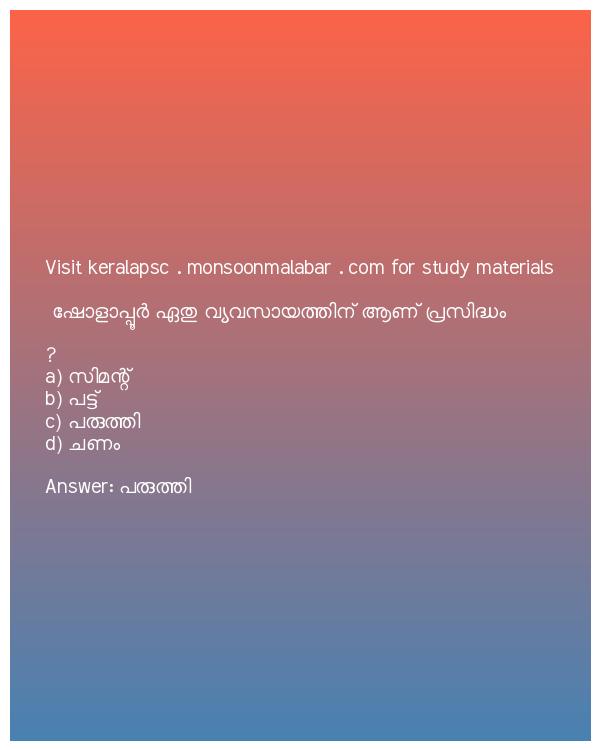 Visit keralapsc . monsoonmalabar . com for study materials
ഷോളാപ്പൂർ ഏതു വ്യവസായത്തിന് ആണ് പ്രസിദ്ധം
?
a) സിമന്റ്
b) പട്ട്
c) പരുത്തി
d) ചണം
Answer: പരുത്തി